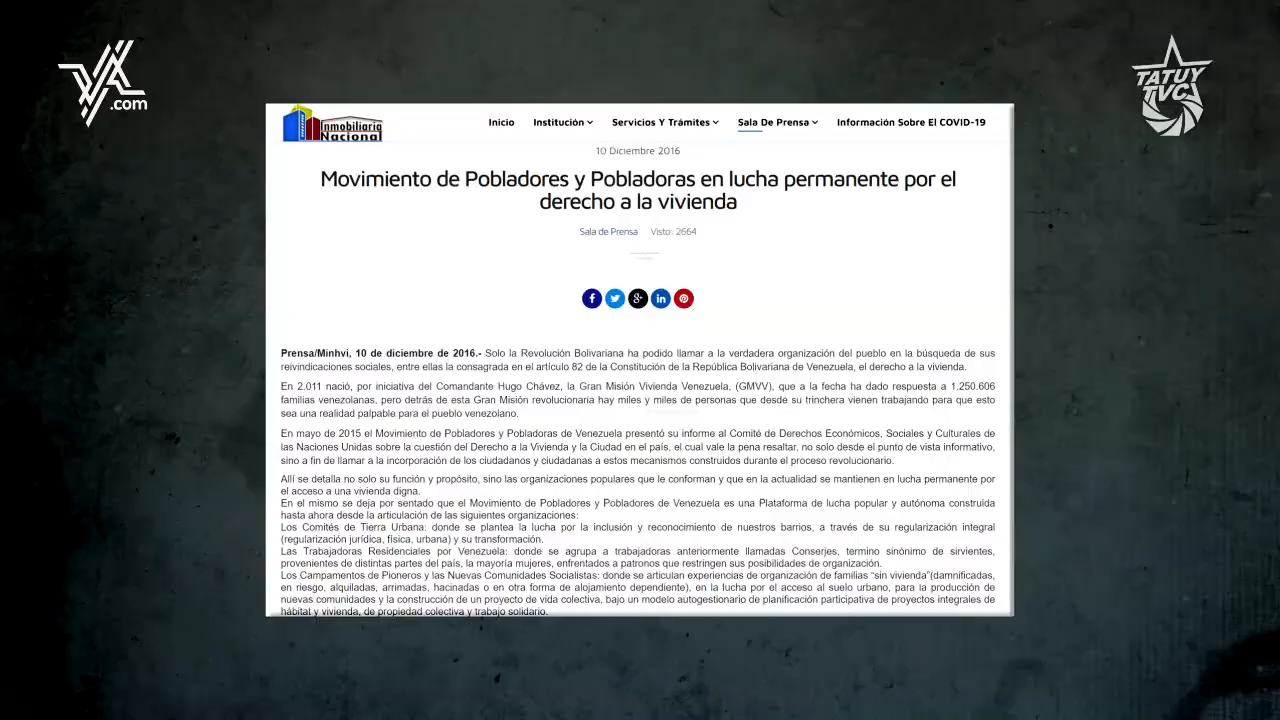 VA
.com
TATUY
TVC
Inmobiliaria
Nacional
Inicio Institución Servicios Y Trámites Sala De Prensa Información Sobre El COVID-19
10 Diciembre 2016
Movimiento de Pobladores y Pobladoras en lucha permanente por el
derecho a la vivienda
Sala de Prensa Visto: 2664
Prensa/Minhvi, 10 de diciembre de 2016.- Solo la Revolución Bolivariana ha podido llamar a la verdadera organización del pueblo en la búsqueda de sus
reivindicaciones sociales, entre ellas la consagrada en el artículo 82 de la Constitución de la República Bolivariana de Venezuela, el derecho a la vivienda.
En 2.011 nació, por iniciativa del Comandante Hugo Chávez, la Gran Misión Vivienda Venezuela, (GMVV), que a la fecha ha dado respuesta a 1.250.606
familias venezolanas, pero detrás de esta Gran Misión revolucionaria hay miles y miles de personas que desde su trinchera vienen trabajando para que esto
sea una realidad palpable para el pueblo venezolano.
En mayo de 2015 el Movimiento de Pobladores y Pobladoras de Venezuela presentó su informe al Comité de Derechos Económicos, Sociales y Culturales de
las Naciones Unidas sobre la cuestión del Derecho a la Vivienda y la Ciudad en el país, el cual vale la pena resaltar, no solo desde el punto de vista informativo,
sino a fin de llamar a la incorporación de los ciudadanos y ciudadanas a estos mecanismos construidos durante el proceso revolucionario.
Allí se detalla no solo su función y propósito, sino las organizaciones populares que le conforman y que en la actualidad se mantienen en lucha permanente por
el acceso a una vivienda digna.
En el mismo se deja por sentado que el Movimiento de Pobladores y Pobladores de Venezuela es una Plataforma de lucha popular y autónoma construida
hasta ahora desde la articulación de las siguientes organizaciones:
Los Comités de Tierra Urbana: donde se plantea la lucha por la inclusión y reconocimiento de nuestros barrios, a través de su regularización integral
(regularización jurídica, física, urbana) y su transformación.
Las Trabajadoras Residenciales por Venezuela: donde se agrupa a trabajadoras anteriormente llamadas Conserjes, termino sinónimo de sirvientes,
provenientes de distintas partes del país, la mayoría mujeres, enfrentados a patronos que restringen sus posibilidades de organización.
Los Campamentos de Pioneros y las Nuevas Comunidades Socialistas: donde se articulan experiencias de organización de familias “sin vivienda”(damnificadas,
en riesgo, alquiladas, arrimadas, hacinadas o en otra forma de alojamiento dependiente), en la lucha por el acceso al suelo urbano, para la producción de
nuevas comunidades y la construcción de un proyecto de vida colectiva, bajo un modelo autogestionario de planificación participativa de proyectos integrales de
hábitat y vivienda, de propiedad colectiva y trabajo solidario.